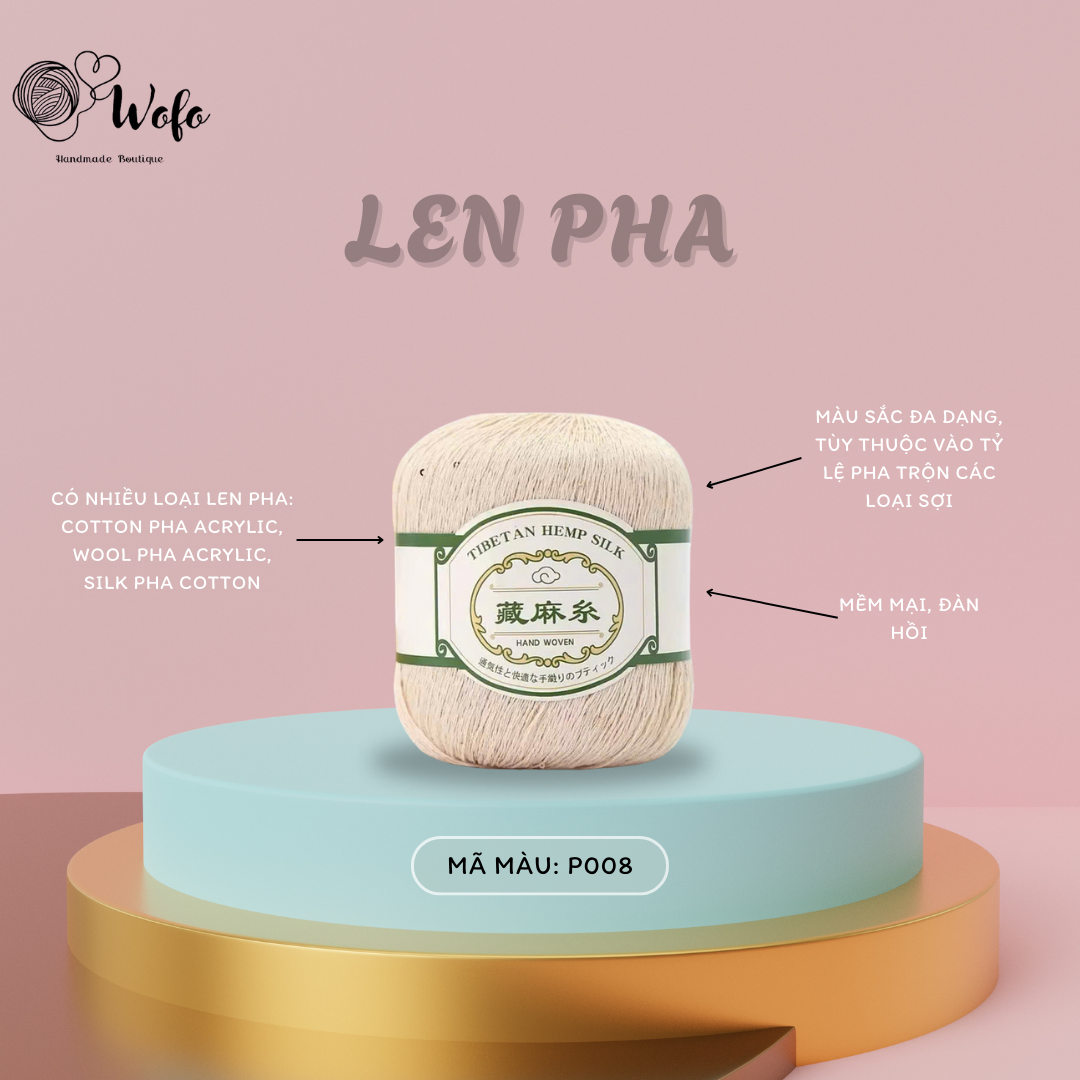 Wofo
Handmade Boutique
LEN PHA
MÀU SẮC ĐA DẠNG,
TÙY THUỘC VÀO TỶ
LỆ PHA TRỘN CÁC
LOẠI SỢI
CÓ NHIỀU LOẠI LEN PHA:
COTTON PHA ACRYLIC,
WOOL PHA ACRYLIC,
SILK PHA COTTON
TIBETAN HEMP SILK
藏麻糸
HAND WOVEN
通気性と快適な手織りのブティック
MỀM MẠI, ĐÀN
HỒI
MÃ MÀU: P008